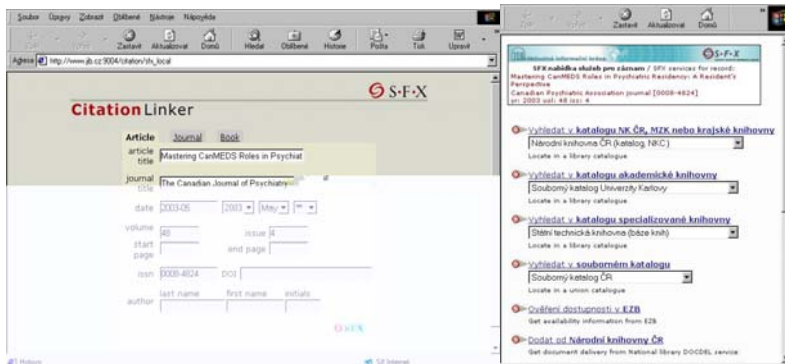 Soubor Úpravy Zobrazit Oblíbené Nástroje Nápověda
Zastavit Aktualizovat Domů Hledat Oblíbené Historie Pošta Tisk Upravit
Adresa http://www.jib.cz:9004/citation/sfx_local
S·F·X
CitationLinker
Article Journal Book
article title Mastering CanMEDS Roles in Psychiat
journal title The Canadian Journal of Psychiatry
date 2003-05 2003 May **
volume 48 issue 4
start page end page
issn 0008-4824 DOI
last name first name initials
author
S·F·X
Zastavit Aktualizovat Domů
S·F·X
SFX nabídka služeb pro záznam / SFX services for record:
Mastering CanMEDS Roles in Psychiatric Residency: A Resident's
Perspective
Canadian Psychiatric Association journal [0008-4824]
yr: 2003 vol: 48 iss: 4
Vyhledat v katalogu NK ČR, MZK nebo krajské knihovny
Národní knihovna ČR (katalog, NKC)
Locate in a library catalogue
Vyhledat v katalogu akademické knihovny
Souborný katalog Univerzity Karlovy
Locate in a library catalogue
Vyhledat v katalogu specializované knihovny
Státní technická knihovna (báze knih)
Locate in a library catalogue
Vyhledat v souborném katalogu
Souborný katalog ČR
Locate in a union catalogue
Ověření dostupnosti v EZB
Get availability information from EZB
Dodat od Národní knihovny ČR
Get document delivery from National library DOCDEL service